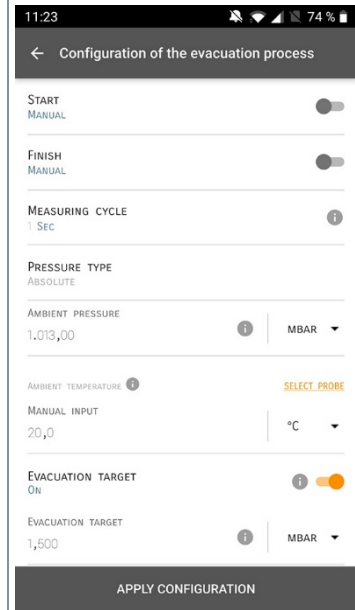 11:23
74 %
Configuration of the evacuation process
START
MANUAL
FINISH
MANUAL
MEASURING CYCLE
1 SEC
PRESSURE TYPE
ABSOLUTE
AMBIENT PRESSURE
1.013,00
MBAR
AMBIENT TEMPERATURE
SELECT PROBE
MANUAL INPUT
20,0
°C
EVACUATION TARGET
ON
EVACUATION TARGET
1,500
MBAR
APPLY CONFIGURATION